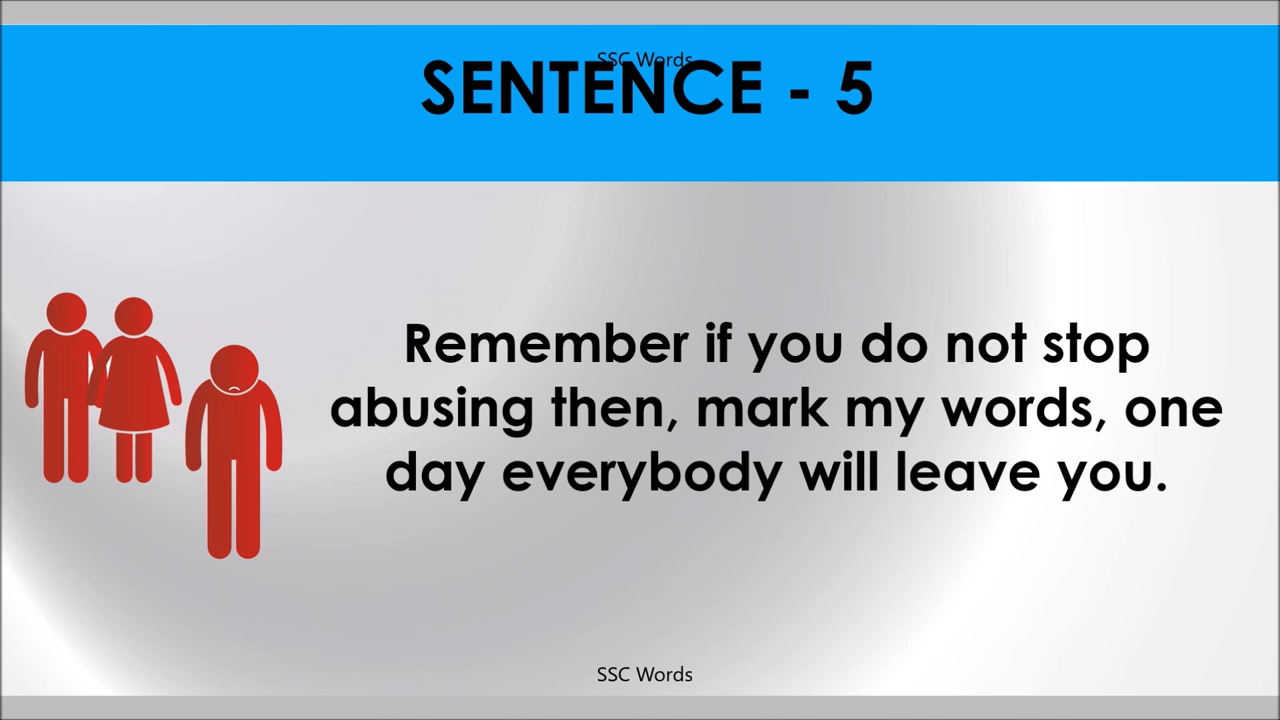 SSC Words
SENTENCE - 5
Remember if you do not stop
abusing then, mark my words, one
day everybody will leave you.
SSC Words